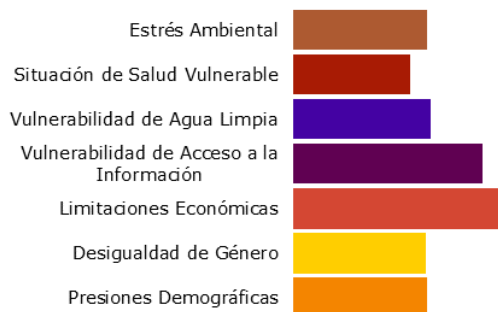 Estrés Ambiental
Situación de Salud Vulnerable
Vulnerabilidad de Agua Limpia
Vulnerabilidad de Acceso a la
Información
Limitaciones Económicas
Desigualdad de Género
Presiones Demográficas